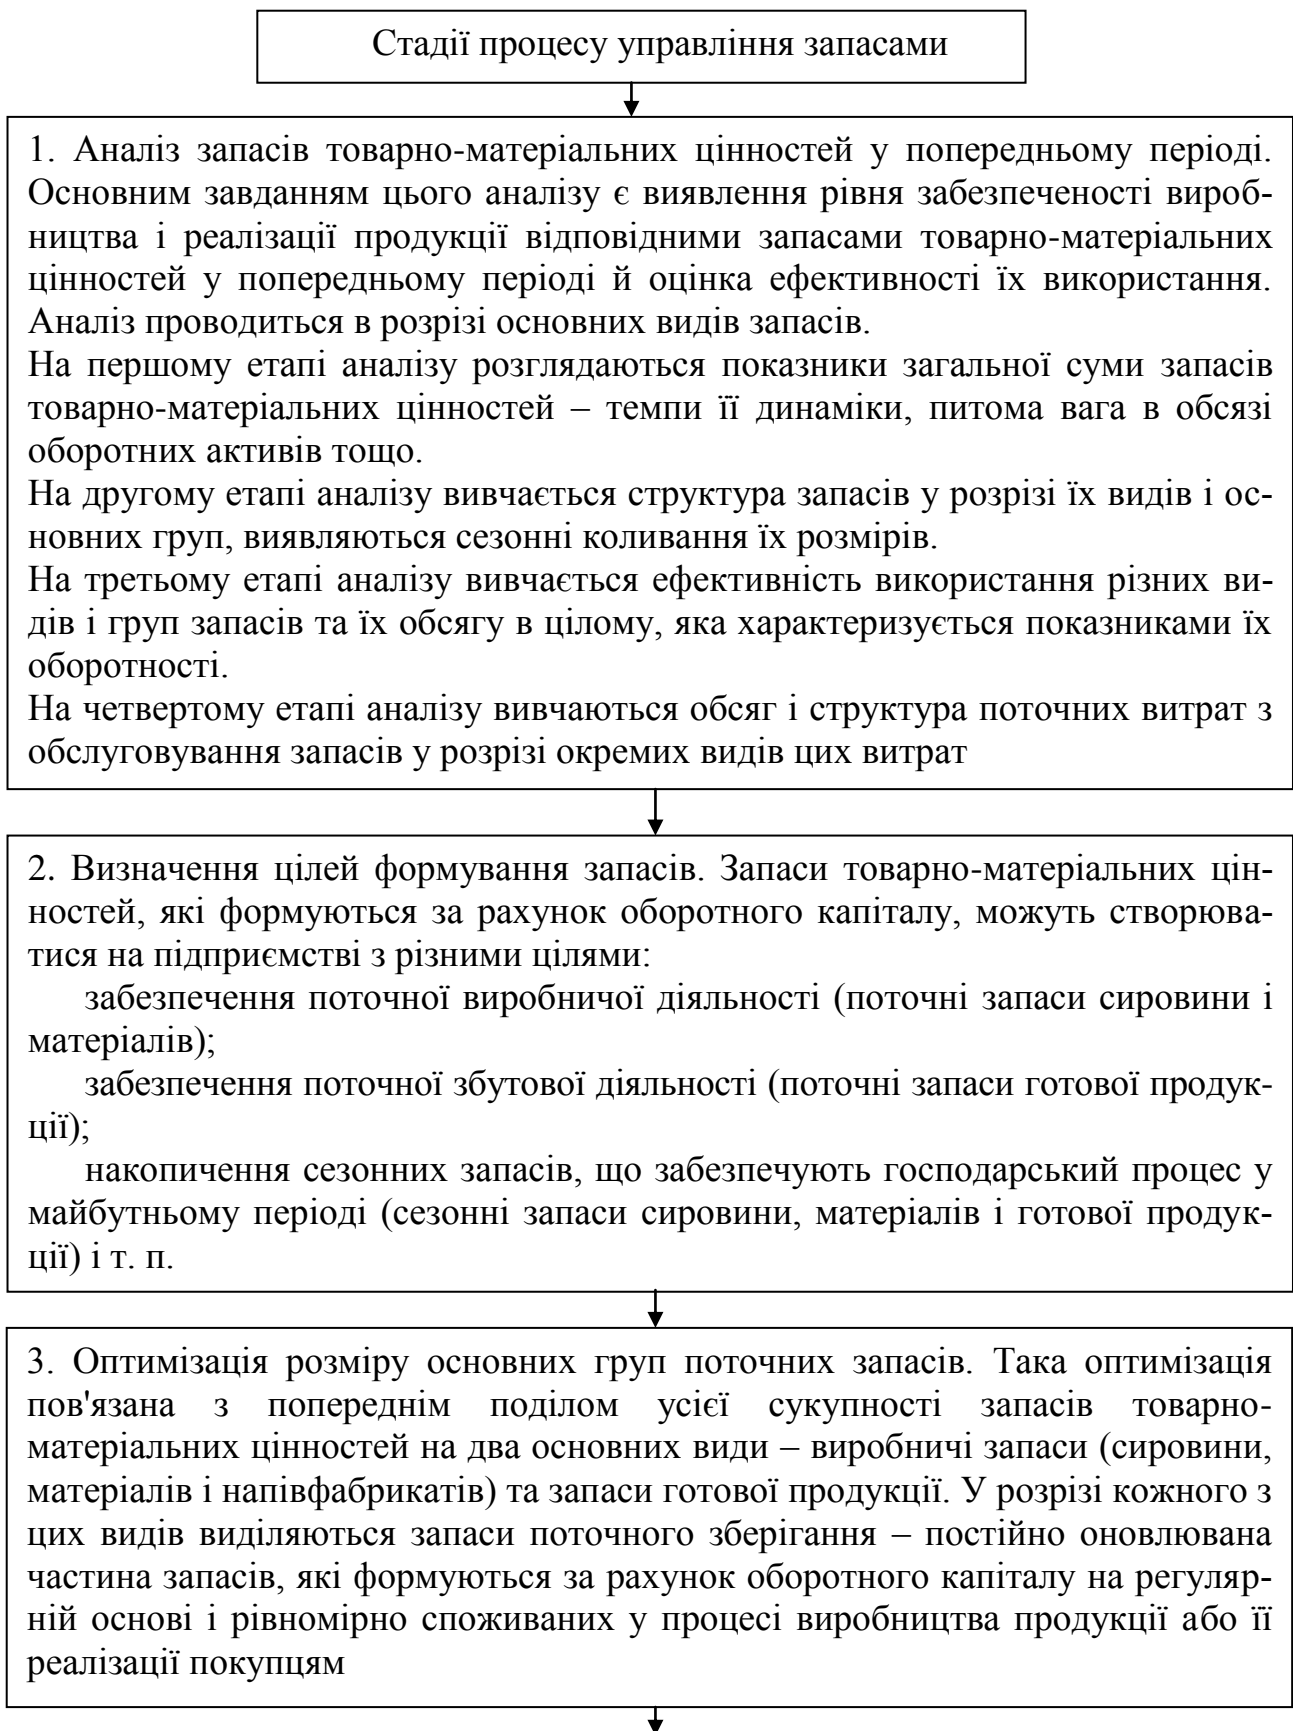 Стадії процесу управління запасами
1. Аналіз запасів товарно-матеріальних цінностей у попередньому періоді.
Основним завданням цього аналізу є виявлення рівня забезпеченості вироб-
ництва і реалізації продукції відповідними запасами товарно-матеріальних
цінностей у попередньому періоді й оцінка ефективності їх використання.
Аналіз проводиться в розрізі основних видів запасів.
На першому етапі аналізу розглядаються показники загальної суми запасів
товарно-матеріальних цінностей – темпи її динаміки, питома вага в обсязі
оборотних активів тощо.
На другому етапі аналізу вивчається структура запасів у розрізі їх видів і ос-
новних груп, виявляються сезонні коливання їх розмірів.
На третьому етапі аналізу вивчається ефективність використання різних ви-
дів і груп запасів та їх обсягу в цілому, яка характеризується показниками їх
оборотності.
На четвертому етапі аналізу вивчаються обсяг і структура поточних витрат з
обслуговування запасів у розрізі окремих видів цих витрат
2. Визначення цілей формування запасів. Запаси товарно-матеріальних цін-
ностей, які формуються за рахунок оборотного капіталу, можуть створюва-
тися на підприємстві з різними цілями:
забезпечення поточної виробничої діяльності (поточні запаси сировини і
матеріалів);
забезпечення поточної збутової діяльності (поточні запаси готової продук-
ції);
накопичення сезонних запасів, що забезпечують господарський процес у
майбутньому періоді (сезонні запаси сировини, матеріалів і готової продук-
ції) і т. п.
3. Оптимізація розміру основних груп поточних запасів. Така оптимізація
пов'язана з попереднім поділом усієї сукупності запасів товарно-
матеріальних цінностей на два основних види – виробничі запаси (сировини,
матеріалів і напівфабрикатів) та запаси готової продукції. У розрізі кожного з
цих видів виділяються запаси поточного зберігання – постійно оновлювана
частина запасів, які формуються за рахунок оборотного капіталу на регуляр-
ній основі і рівномірно споживаних у процесі виробництва продукції або її
реалізації покупцям